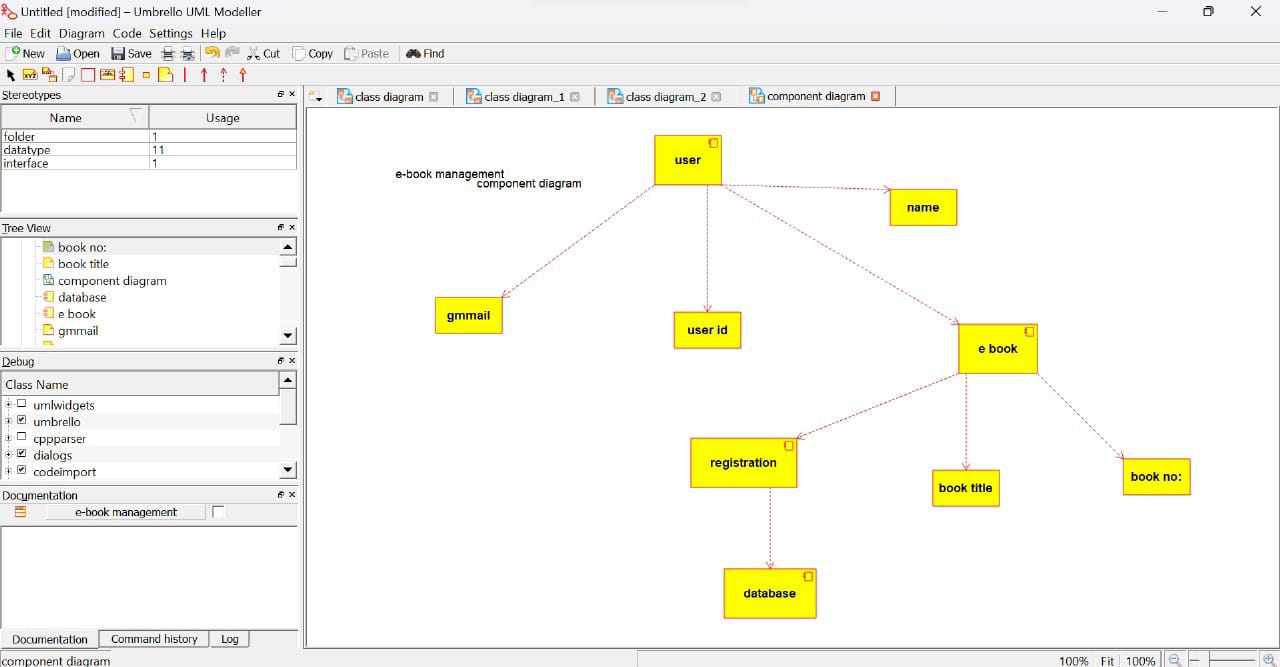 Untitled [modified] – Umbrello UML Modeller
File Edit Diagram Code Settings Help
New Open Save Cut Copy Paste Find
Stereotypes
Name Usage
folder 1
datatype 11
interface 1
Tree View
book no:
book title
component diagram
database
e book
gmmail
Debug
Class Name
umlwidgets
umbrello
cppparser
dialogs
codeimport
Documentation
e-book management
Documentation Command history Log
component diagram
class diagram class diagram_1 class diagram_2 component diagram
e-book management
component diagram
user
name
gmmail
user id
e book
registration
book title
book no:
database
100% Fit 100%